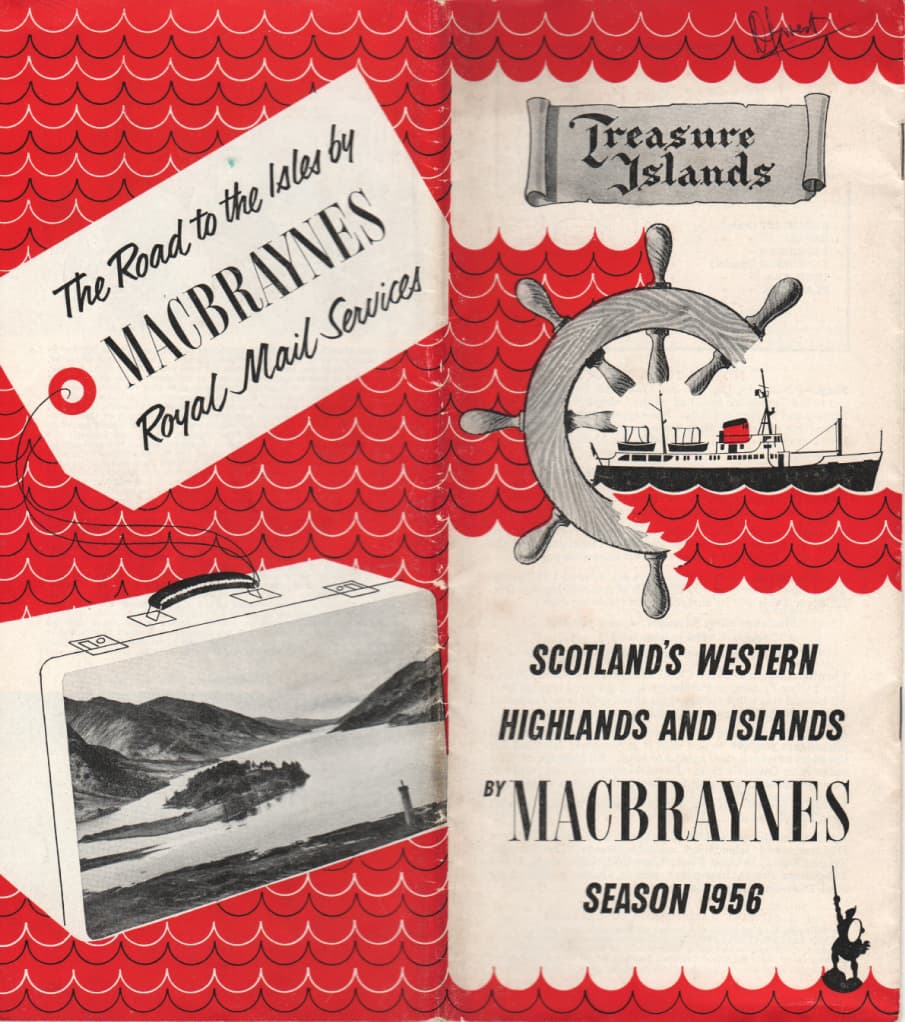 The Road to the Isles by
MACBRAYNES
Royal Mail Services
Treasure
Islands
SCOTLAND'S WESTERN
HIGHLANDS AND ISLANDS
BY MACBRAYNES
SEASON 1956